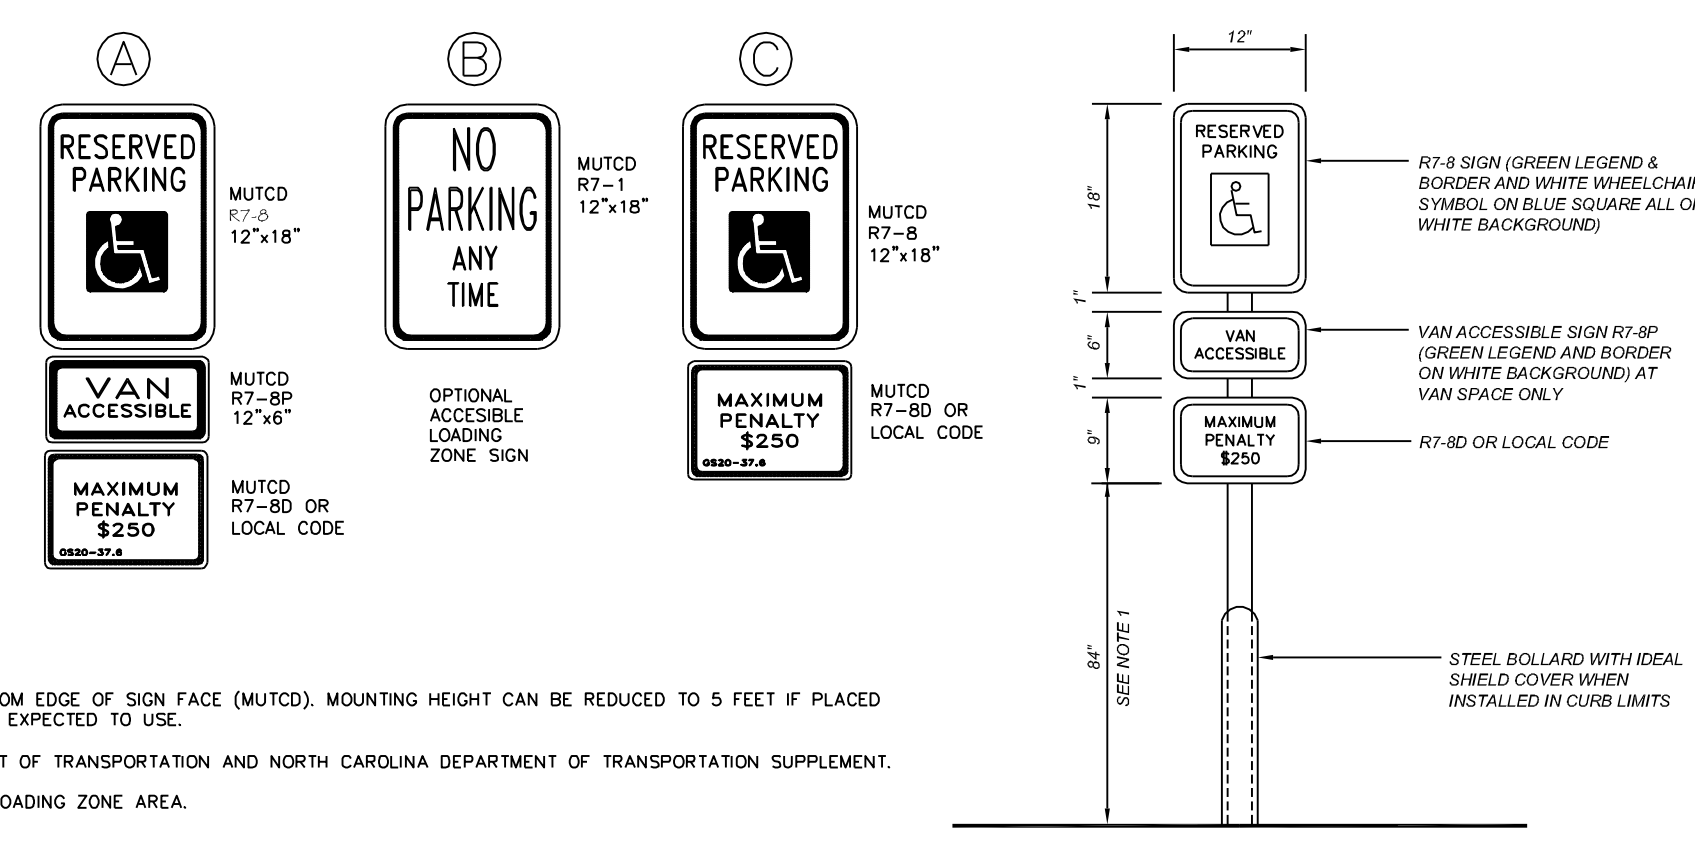 A
RESERVED
PARKING
MUTCD
R7-8
12"x18"
VAN
ACCESSIBLE
MUTCD
R7-8P
12"x6"
MAXIMUM
PENALTY
$250
GS20-37.6
MUTCD
R7-8D OR
LOCAL CODE
B
NO
PARKING
ANY
TIME
MUTCD
R7-1
12"x18"
OPTIONAL
ACCESIBLE
LOADING
ZONE SIGN
C
RESERVED
PARKING
MUTCD
R7-8
12"x18"
MAXIMUM
PENALTY
$250
GS20-37.6
MUTCD
R7-8D OR
LOCAL CODE
12"
18"
1"
6"
1"
9"
84"
SEE NOTE 1
RESERVED
PARKING
VAN
ACCESSIBLE
MAXIMUM
PENALTY
$250
R7-8 SIGN (GREEN LEGEND &
BORDER AND WHITE WHEELCHAIR
SYMBOL ON BLUE SQUARE ALL ON
WHITE BACKGROUND)
VAN ACCESSIBLE SIGN R7-8P
(GREEN LEGEND AND BORDER
ON WHITE BACKGROUND) AT
VAN SPACE ONLY
R7-8D OR LOCAL CODE
STEEL BOLLARD WITH IDEAL
SHIELD COVER WHEN
INSTALLED IN CURB LIMITS
OM EDGE OF SIGN FACE (MUTCD). MOUNTING HEIGHT CAN BE REDUCED TO 5 FEET IF PLACED
EXPECTED TO USE.
T OF TRANSPORTATION AND NORTH CAROLINA DEPARTMENT OF TRANSPORTATION SUPPLEMENT.
OADING ZONE AREA.